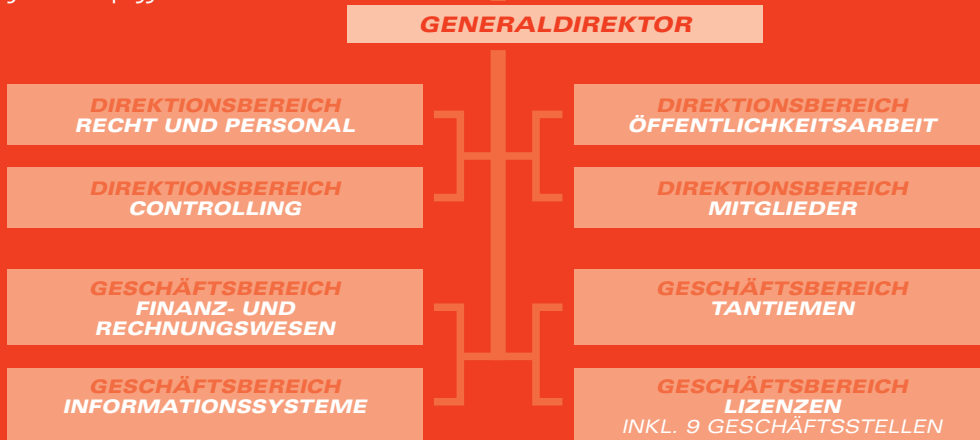 GENERALDIREKTOR
DIREKTIONSBEREICH
RECHT UND PERSONAL
DIREKTIONSBEREICH
ÖFFENTLICHKEITSARBEIT
DIREKTIONSBEREICH
CONTROLLING
DIREKTIONSBEREICH
MITGLIEDER
GESCHÄFTSBEREICH
FINANZ- UND
RECHNUNGSWESEN
GESCHÄFTSBEREICH
TANTIEMEN
GESCHÄFTSBEREICH
INFORMATIONSSYSTEME
GESCHÄFTSBEREICH
LIZENZEN
INKL. 9 GESCHÄFTSSTELLEN